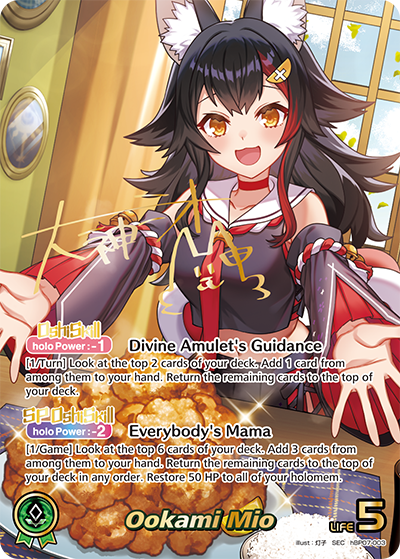 大神ミオ
Oshi Skill
holo Power : -1 Divine Amulet's Guidance
[1/Turn] Look at the top 2 cards of your deck. Add 1 card from
among them to your hand. Return the remaining cards to the top of
your deck.
SP Oshi Skill
holo Power : -2 Everybody's Mama
[1/Game] Look at the top 6 cards of your deck. Add 3 cards from
among them to your hand. Return the remaining cards to the top of
your deck in any order. Restore 50 HP to all of your holomem.
Ookami Mio
LIFE 5
illust : 灯子 SEC hBP07-003